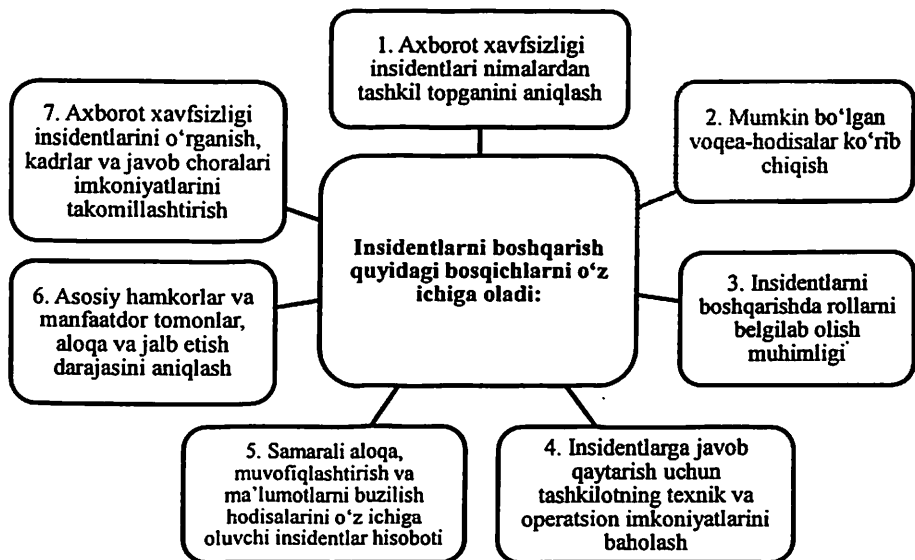 1. Axborot xavfsizligi
insidentlari nimalardan
tashkil topganini aniqlash
7. Axborot xavfsizligi
insidentlarini o‘rganish,
kadrlar va javob choralari
imkoniyatlarini
takomillashtirish
2. Mumkin bo‘lgan
voqea-hodisalar ko‘rib
chiqish
Insidentlarni boshqarish
quyidagi bosqichlarni o‘z
ichiga oladi:
6. Asosiy hamkorlar va
manfaatdor tomonlar,
aloqa va jalb etish
darajasini aniqlash
3. Insidentlarni
boshqarishda rollarni
belgilab olish
muhimligi
5. Samarali aloqa,
muvofiqlashtirish va
ma’lumotlarni buzilish
hodisalarini o‘z ichiga
oluvchi insidentlar hisoboti
4. Insidentlarga javob
qaytarish uchun
tashkilotning texnik va
operatsion imkoniyatlarini
baholash